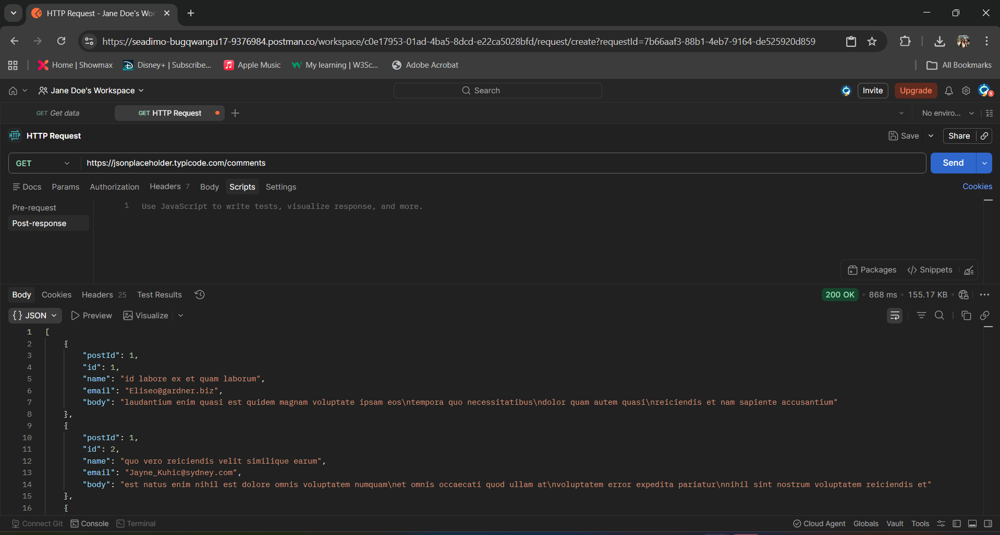 HTTP Request - Jane Doe's Wor
https://seadimo-bugqwangu17-9376984.postman.co/workspace/c0e17953-01ad-4ba5-8dcd-e22ca5028bfd/request/create?requestId=7b66aaf3-88b1-4eb7-9164-de525920d859
Home | Showmax Disney+ | Subscribe... Apple Music My learning | W3Sc... Adobe Acrobat All Bookmarks
Jane Doe's Workspace Search Invite Upgrade
GET Get data GET HTTP Request No enviro...
HTTP HTTP Request Save Share
GET https://jsonplaceholder.typicode.com/comments Send
Docs Params Authorization Headers 7 Body Scripts Settings Cookies
Pre-request
Post-response
1 Use JavaScript to write tests, visualize response, and more.
Packages </> Snippets
Body Cookies Headers 25 Test Results 200 OK • 868 ms • 155.17 KB
{} JSON Preview Visualize
1 [
2 {
3 "postId": 1,
4 "id": 1,
5 "name": "id labore ex et quam laborum",
6 "email": "Eliseo@gardner.biz",
7 "body": "laudantium enim quasi est quidem magnam voluptate ipsam eos\ntempora quo necessitatibus\ndolor quam autem quasi\nreiciendis et nam sapiente accusantium"
8 },
9 {
10 "postId": 1,
11 "id": 2,
12 "name": "quo vero reiciendis velit similique earum",
13 "email": "Jayne_Kuhic@sydney.com",
14 "body": "est natus enim nihil est dolore omnis voluptatem numquam\net omnis occaecati quod ullam at\nvoluptatem error expedita pariatur\nnihil sint nostrum voluptatem reiciendis et"
15 },
16 {
Connect Git Console Terminal Cloud Agent Globals Vault Tools